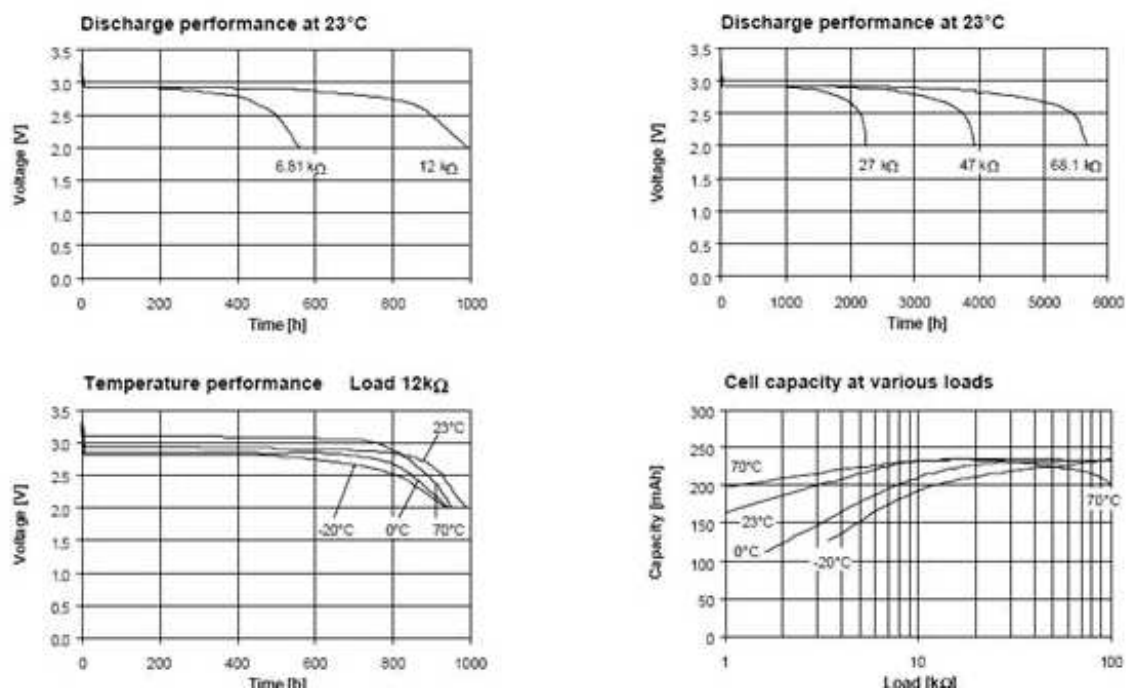 Discharge performance at 23°C
3.5
3.0
2.5
2.0
1.5
1.0
0.5
0.0
Voltage [V]
6.81 kΩ
12 kΩ
0 200 400 600 800 1000
Time [h]
Discharge performance at 23°C
3.5
3.0
2.5
2.0
1.5
1.0
0.5
0.0
Voltage [V]
27 kΩ
47 kΩ
68.1 kΩ
0 1000 2000 3000 4000 5000 6000
Time [h]
Temperature performance Load 12kΩ
3.5
3.0
2.5
2.0
1.5
1.0
0.5
0.0
Voltage [V]
23°C
-20°C
0°C
70°C
0 200 400 600 800 1000
Time [h]
Cell capacity at various loads
300
250
200
150
100
50
0
Capacity [mAh]
70°C
23°C
0°C
-20°C
70°C
1 10 100
Load [kΩ]